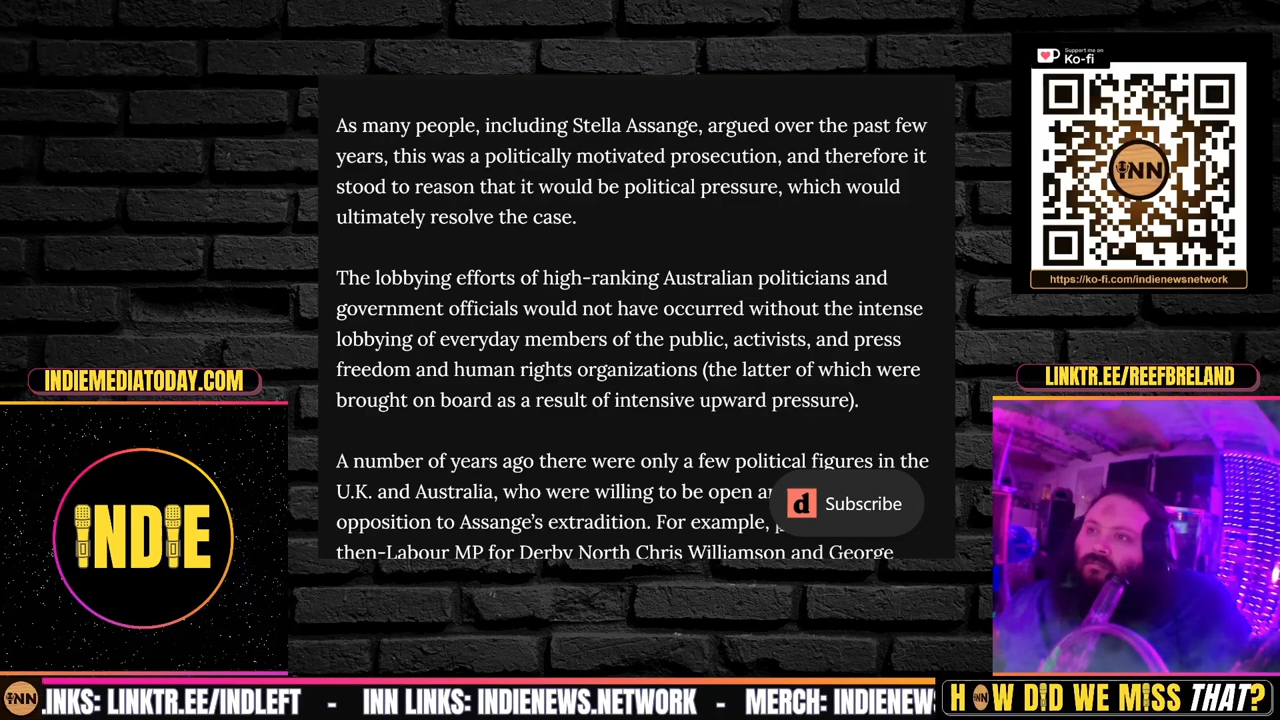 Support me on
Ko-fi
INN
https://ko-fi.com/indienewsnetwork
As many people, including Stella Assange, argued over the past few
years, this was a politically motivated prosecution, and therefore it
stood to reason that it would be political pressure, which would
ultimately resolve the case.
The lobbying efforts of high-ranking Australian politicians and
government officials would not have occurred without the intense
lobbying of everyday members of the public, activists, and press
freedom and human rights organizations (the latter of which were
brought on board as a result of intensive upward pressure).
A number of years ago there were only a few political figures in the
U.K. and Australia, who were willing to be open
opposition to Assange's extradition. For example,
then-Labour MP for Derby North Chris Williamson and George
d Subscribe
INDIEMEDIATODAY.COM
LINKTR.EE/REEFBRELAND
INDIE
INN
.INKS: LINKTR.EE/INDLEFT - INN LINKS: INDIENEWS.NETWORK - MERCH: INDIENEW
HOW DID WE MISS THAT?